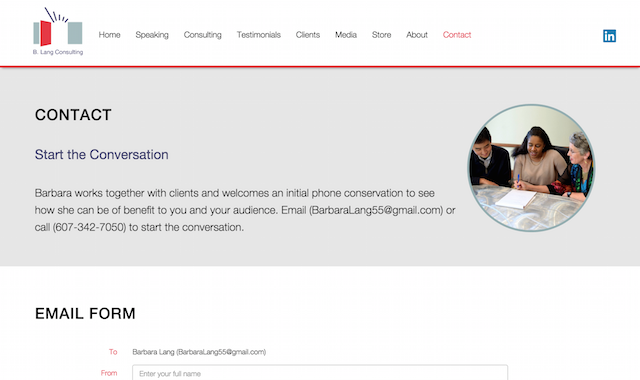 B. Lang Consulting
Home Speaking Consulting Testimonials Clients Media Store About Contact
in
CONTACT
Start the Conversation
Barbara works together with clients and welcomes an initial phone conservation to see
how she can be of benefit to you and your audience. Email (BarbaraLang55@gmail.com) or
call (607-342-7050) to start the conversation.
EMAIL FORM
To Barbara Lang (BarbaraLang55@gmail.com)
From Enter your full name